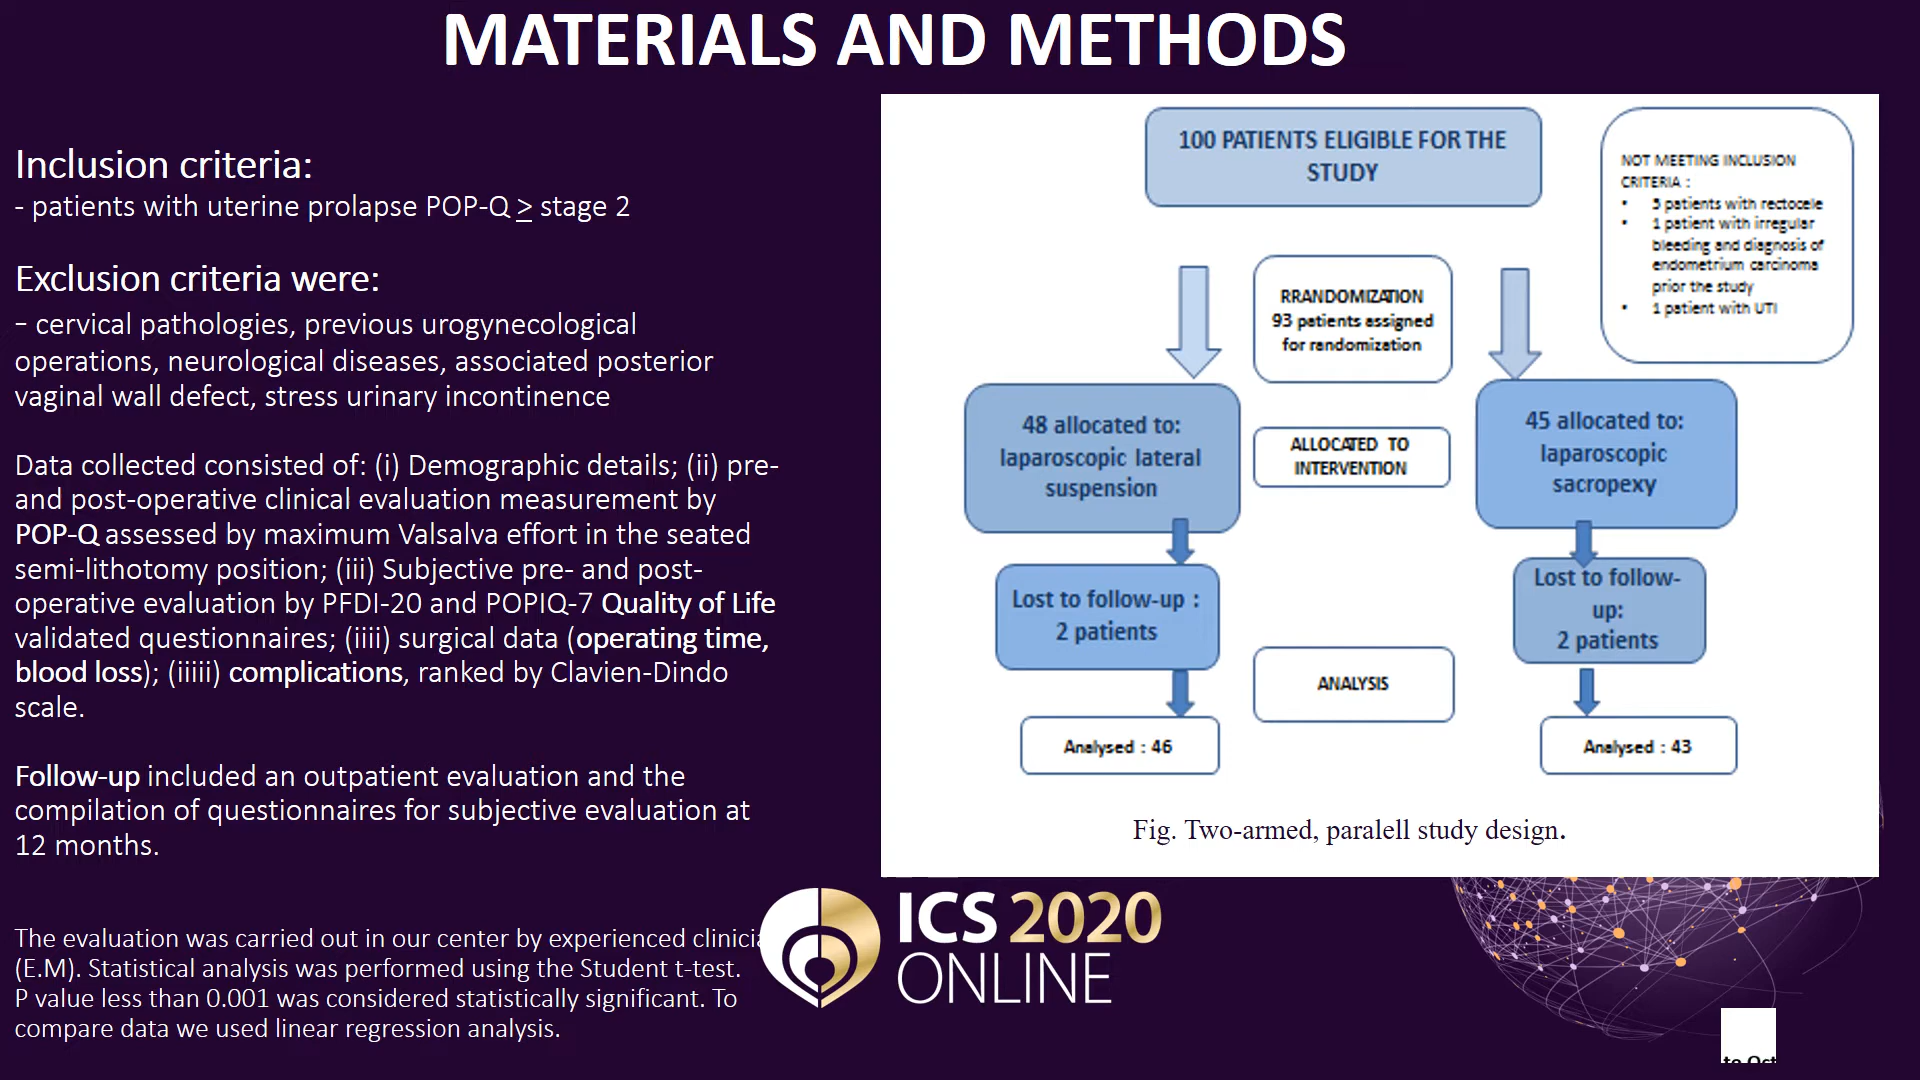 MATERIALS AND METHODS
Inclusion criteria:
- patients with uterine prolapse POP-Q > stage 2
Exclusion criteria were:
- cervical pathologies, previous urogynecological
operations, neurological diseases, associated posterior
vaginal wall defect, stress urinary incontinence
Data collected consisted of: (i) Demographic details; (ii) pre-
and post-operative clinical evaluation measurement by
POP-Q assessed by maximum Valsalva effort in the seated
semi-lithotomy position; (iii) Subjective pre- and post-
operative evaluation by PFDI-20 and POPIQ-7 Quality of Life
validated questionnaires; (iiii) surgical data (operating time,
blood loss); (iiiii) complications, ranked by Clavien-Dindo
scale.
Follow-up included an outpatient evaluation and the
compilation of questionnaires for subjective evaluation at
12 months.
The evaluation was carried out in our center by experienced
(E.M). Statistical analysis was performed using the Student t-test.
P value less than 0.001 was considered statistically significant. To
compare data we used linear regression analysis.
100 PATIENTS ELIGIBLE FOR THE
STUDY
NOT MEETING INCLUSION
CRITERIA :
• patients with rectocele
• 1 patient with irregular
bleeding and diagnosis of
endometrium carcinoma
prior the study
• 1 patient with UTI
RRANDOMIZATION
93 patients assigned
for randomization
48 allocated to:
laparoscopic lateral
suspension
ALLOCATED TO
INTERVENTION
45 allocated to:
laparoscopic
sacropexy
Lost to follow-up :
2 patients
Lost to follow-
up:
2 patients
ANALYSIS
Analysed : 46
Analysed : 43
Fig. Two-armed, paralell study design.
ICS 2020
ONLINE